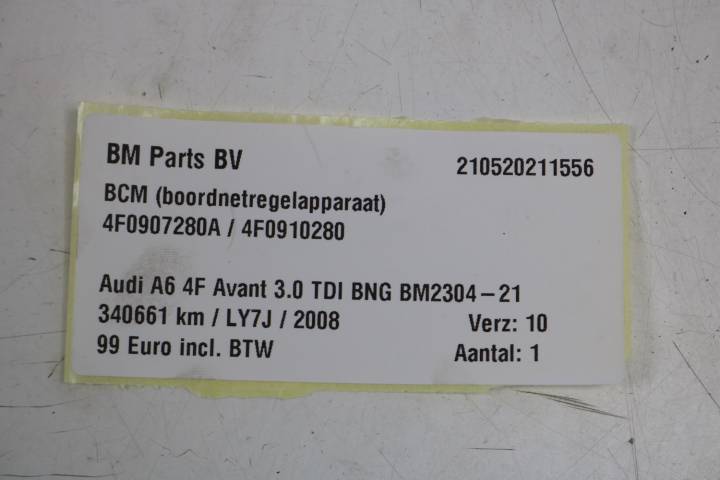 BM Parts BV 210520211556
BCM (boordnetregelapparaat)
4F0907280A / 4F0910280
Audi A6 4F Avant 3.0 TDI BNG BM2304-21
340661 km / LY7J / 2008 Verz: 10
99 Euro incl. BTW Aantal: 1